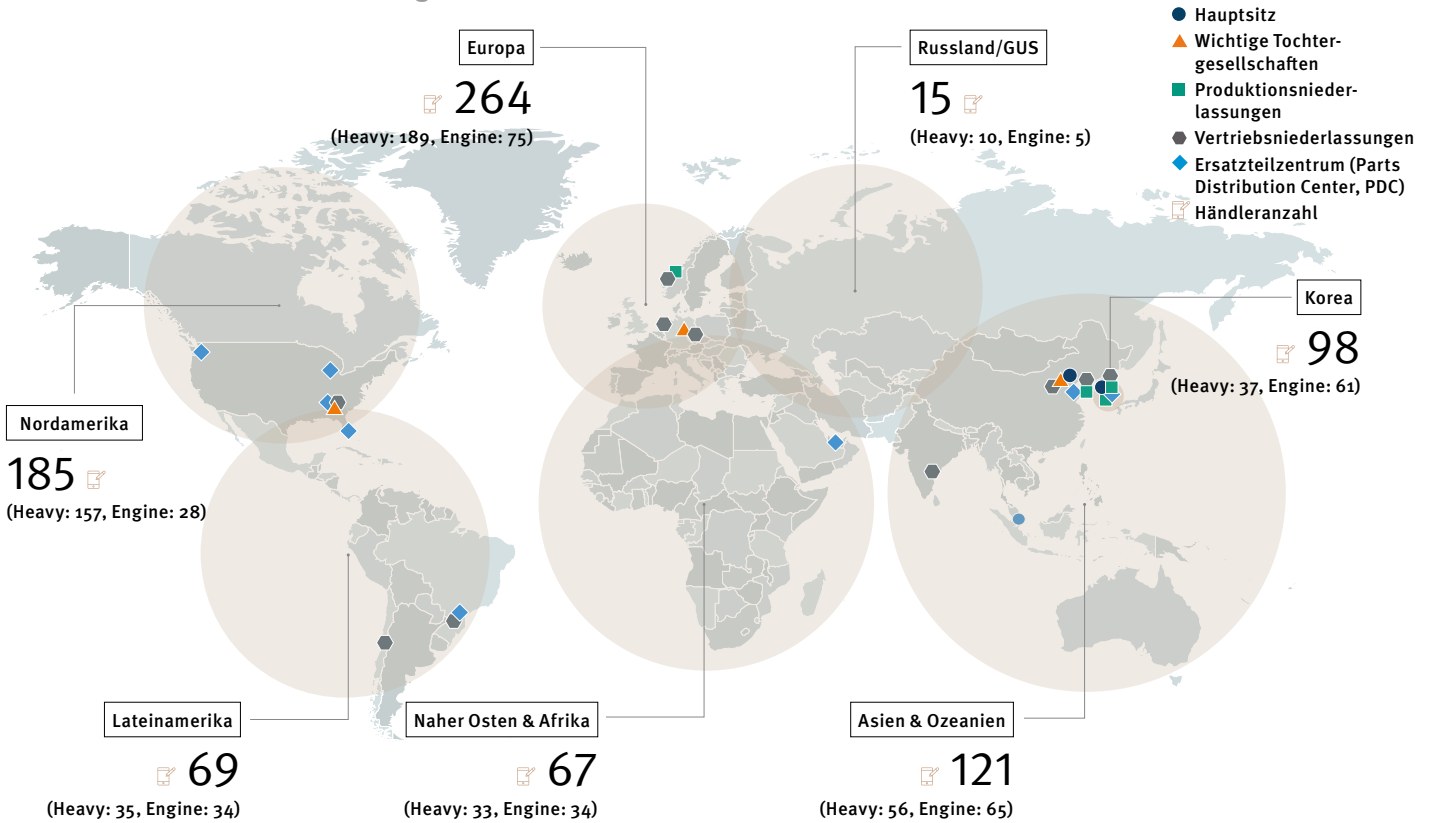 Hauptsitz
Wichtige Tochter-
gesellschaften
Produktionsnieder-
lassungen
Vertriebsniederlassungen
Ersatzteilzentrum (Parts
Distribution Center, PDC)
Händleranzahl
Europa
264
(Heavy: 189, Engine: 75)
Russland/GUS
15
(Heavy: 10, Engine: 5)
Korea
98
(Heavy: 37, Engine: 61)
Nordamerika
185
(Heavy: 157, Engine: 28)
Lateinamerika
69
(Heavy: 35, Engine: 34)
Naher Osten & Afrika
67
(Heavy: 33, Engine: 34)
Asien & Ozeanien
121
(Heavy: 56, Engine: 65)